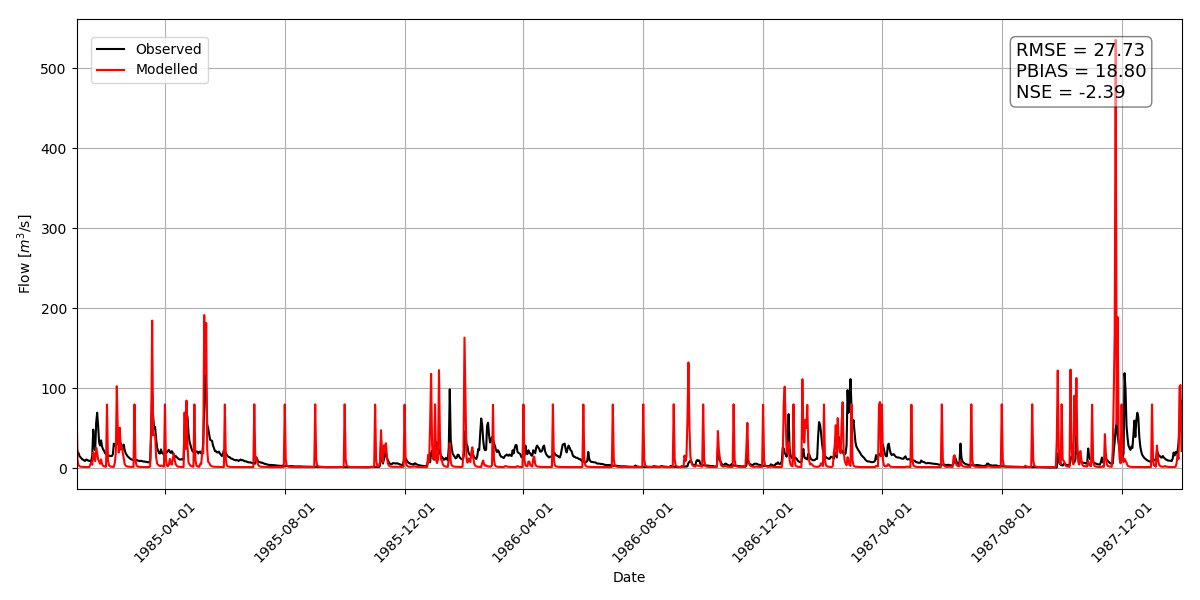 Observed
Modelled
RMSE = 27.73
PBIAS = 18.80
NSE = -2.39
Flow [m³/s]
500
400
300
200
100
0
1985-04-01
1985-08-01
1985-12-01
1986-04-01
1986-08-01
1986-12-01
1987-04-01
1987-08-01
1987-12-01
Date